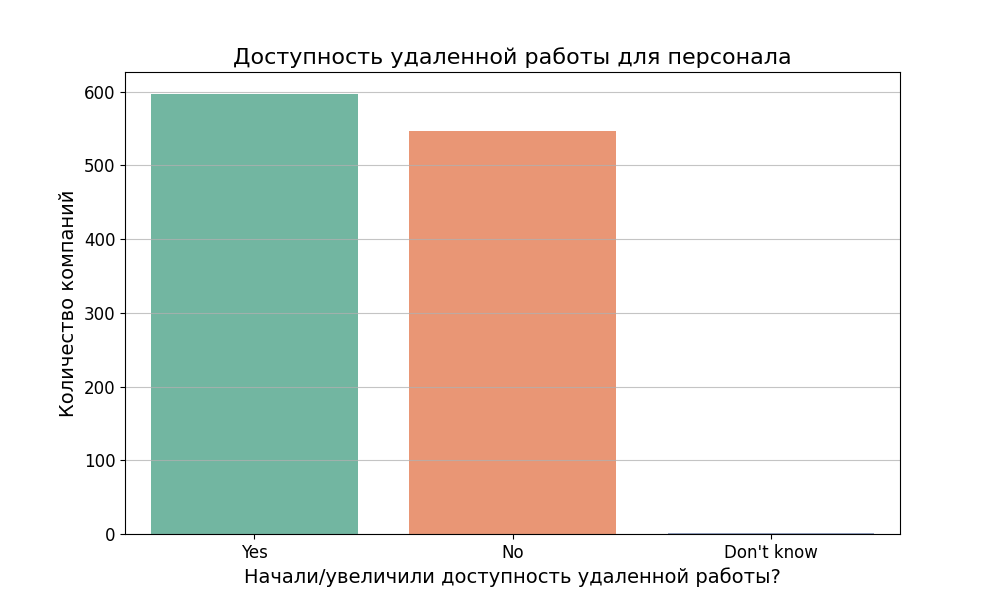 Доступность удаленной работы для персонала
600
500
400
300
200
100
0
Количество компаний
Yes No Don't know
Начали/увеличили доступность удаленной работы?